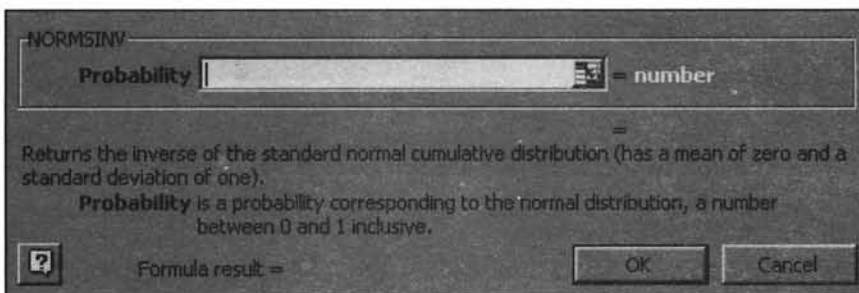 NORMSINV
Probability = number
=
Returns the inverse of the standard normal cumulative distribution (has a mean of zero and a
standard deviation of one).
Probability is a probability corresponding to the normal distribution, a number
between 0 and 1 inclusive.
Formula result =
OK
Cancel